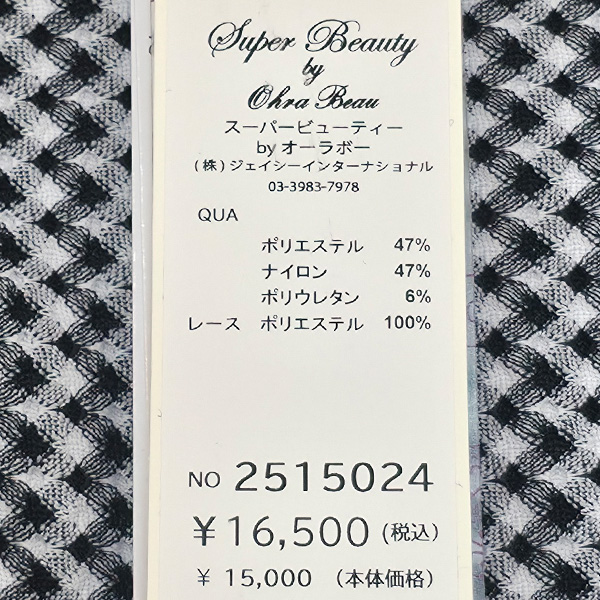 Super Beauty
by
Ohra Beau
スーパービューティー
by オーラボー
(株)ジェイシーインターナショナル
03-3983-7978
QUA
ポリエステル 47%
ナイロン 47%
ポリウレタン 6%
レース ポリエステル 100%
NO 2515024
￥16,500(税込)
￥ 15,000 (本体価格)